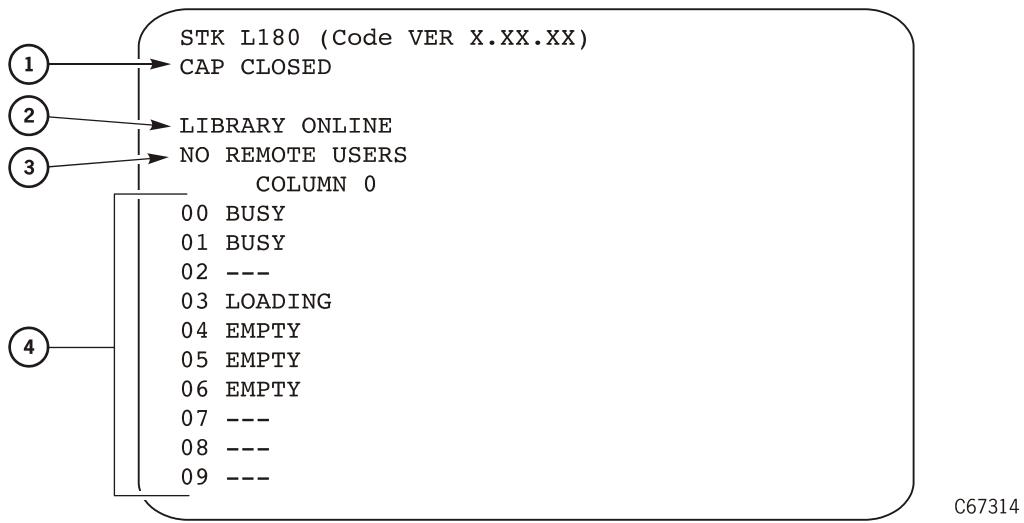 STK L180 (Code VER X.XX.XX)
1 CAP CLOSED
2 LIBRARY ONLINE
3 NO REMOTE USERS
COLUMN 0
00 BUSY
01 BUSY
02 ---
03 LOADING
4 04 EMPTY
05 EMPTY
06 EMPTY
07 ---
08 ---
09 ---
C67314